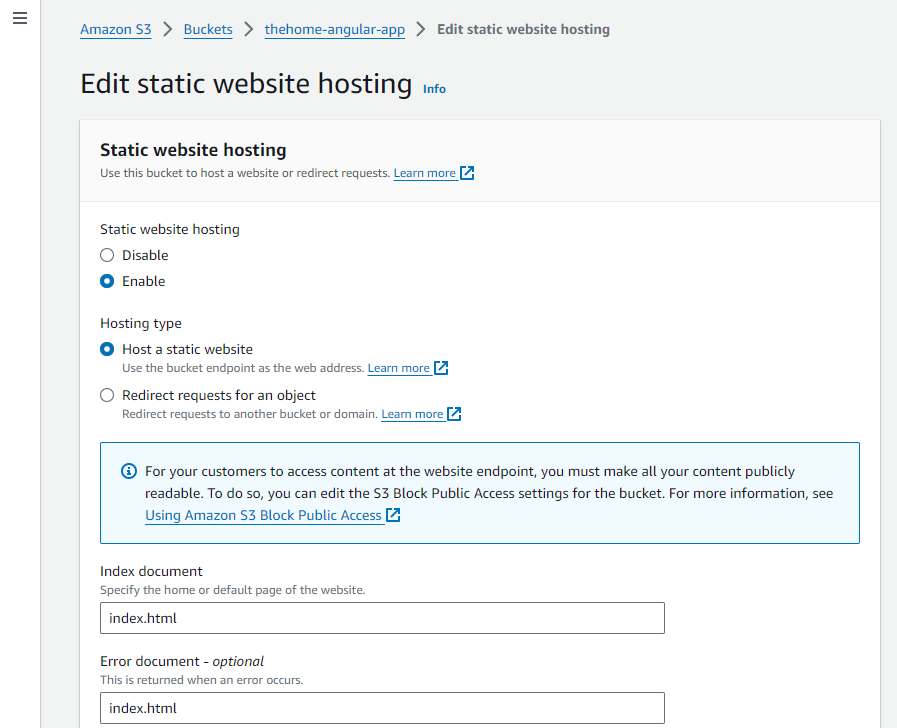 Amazon S3 > Buckets > thehome-angular-app > Edit static website hosting
Edit static website hosting Info
Static website hosting
Use this bucket to host a website or redirect requests. Learn more
Static website hosting
Disable
Enable
Hosting type
Host a static website
Use the bucket endpoint as the web address. Learn more
Redirect requests for an object
Redirect requests to another bucket or domain. Learn more
For your customers to access content at the website endpoint, you must make all your content publicly
readable. To do so, you can edit the S3 Block Public Access settings for the bucket. For more information, see
Using Amazon S3 Block Public Access
Index document
Specify the home or default page of the website.
index.html
Error document - optional
This is returned when an error occurs.
index.html